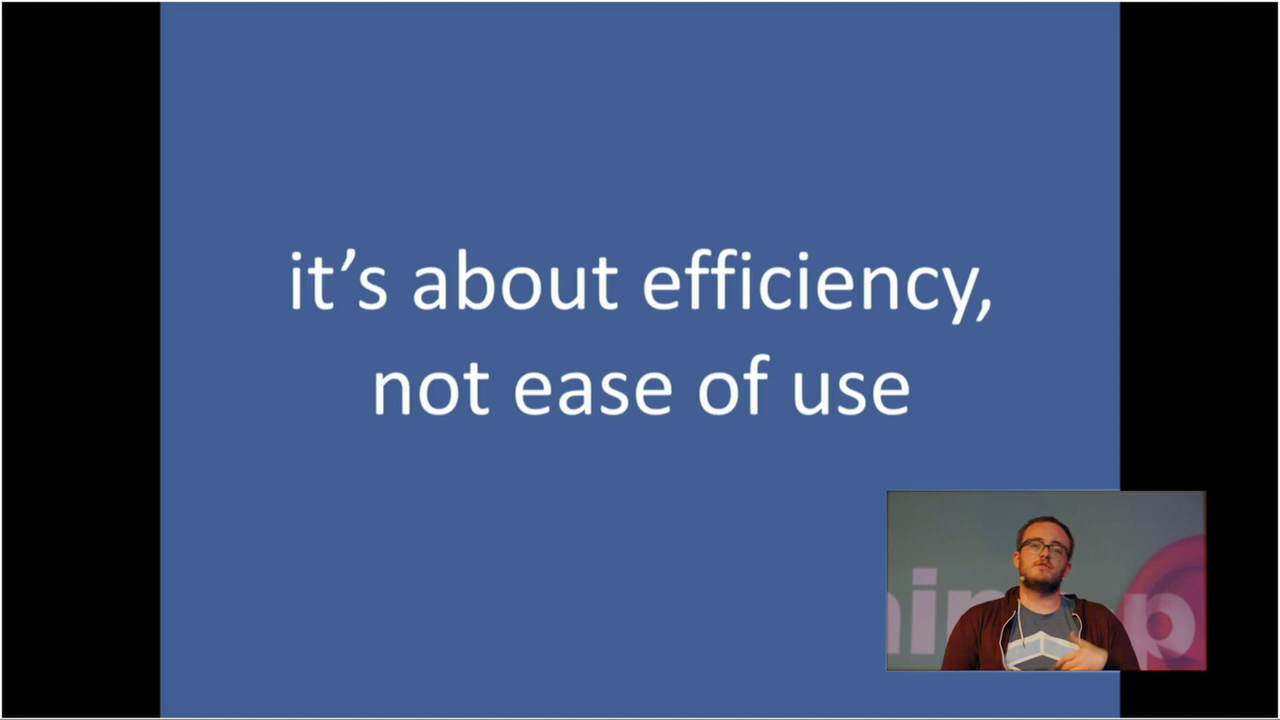 it’s about efficiency,
not ease of use